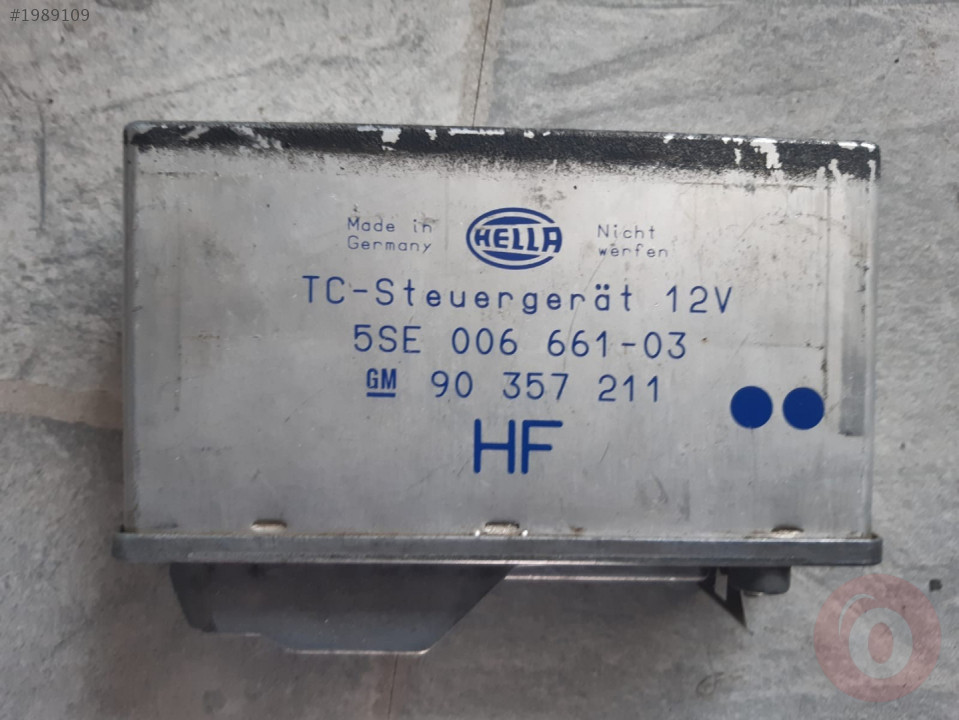 #1989109
Made in
Germany
HELLA
Nicht
werfen
TC-Steuergerät 12V
5SE 006 661-03
GM 90 357 211
HF